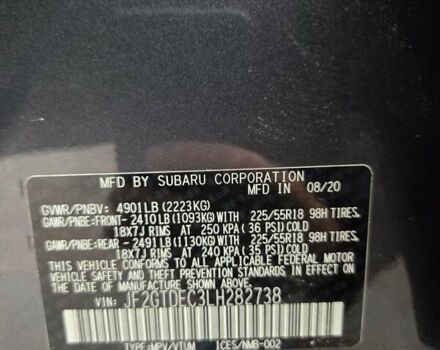 MFD BY SUBARU CORPORATION
MFD IN 08/20
GVWR/PNBV: 4901LB (2223KG)
GAWR/PNBE:FRONT-2410LB(1093KG)WITH 225/55R18 98H TIRES.
18X7J RIMS AT 250 KPA(36 PSI)COLD
GAWR/PNBE:REAR -2491LB(1130KG)WITH 225/55R18 98H TIRES.
18X7J RIMS AT 240 KPA(35 PSI)COLD
THIS VEHICLE CONFORMS TO ALL APPLICABLE FEDERAL MOTOR
VEHICLE SAFETY AND THEFT PREVENTION STANDARDS IN EFFECT
ON THE DATE OF MANUFACTURE SHOWN ABOVE.
VIN: JF2GTDEC3LH282738
TYPE:MPV/VTUM ICES/NMB-002